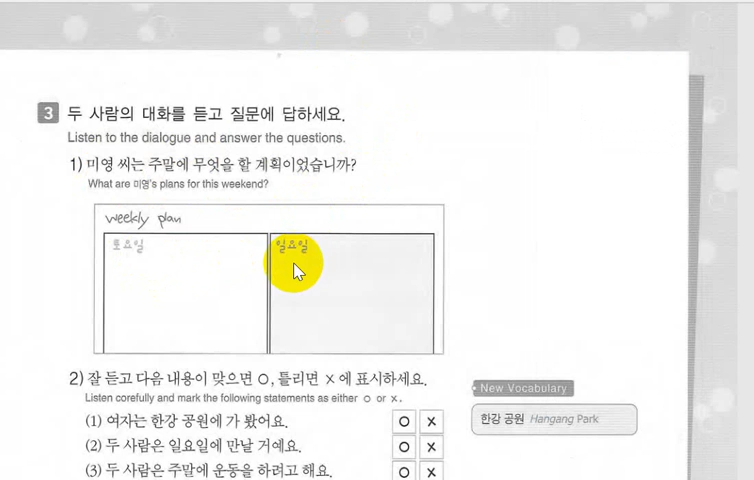 3 두 사람의 대화를 듣고 질문에 답하세요.
Listen to the dialogue and answer the questions.
1) 미영 씨는 주말에 무엇을 할 계획이었습니까?
What are 미영's plans for this weekend?
weekly plan
토요일 일요일
2) 잘 듣고 다음 내용이 맞으면 O, 틀리면 X 에 표시하세요.
Listen carefully and mark the following statements as either O or X.
New Vocabulary
한강 공원 Hangang Park
(1) 여자는 한강 공원에 가 봤어요. O X
(2) 두 사람은 일요일에 만날 거예요. O X
(3) 두 사람은 주말에 운동을 하려고 해요. O X